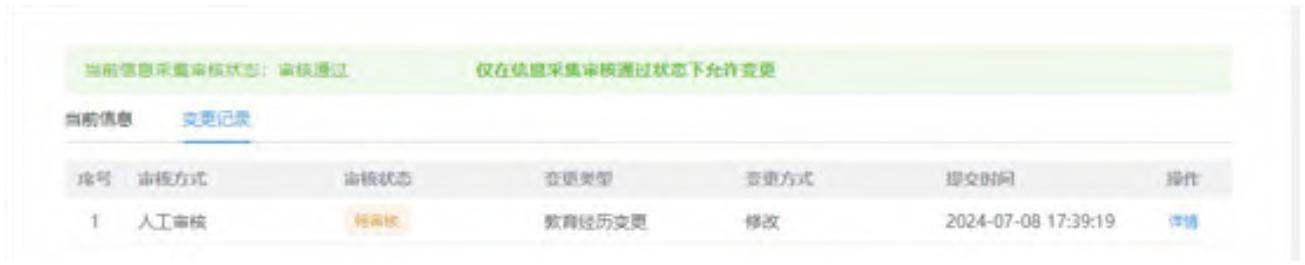 当前信息采集审核状态：审核通过 仅在信息采集审核通过状态下允许变更
当前信息 变更记录
序号 审核方式 审核状态 变更类型 变更方式 提交时间 操作
1 人工审核 待审核 教育经历变更 修改 2024-07-08 17:39:19 详情